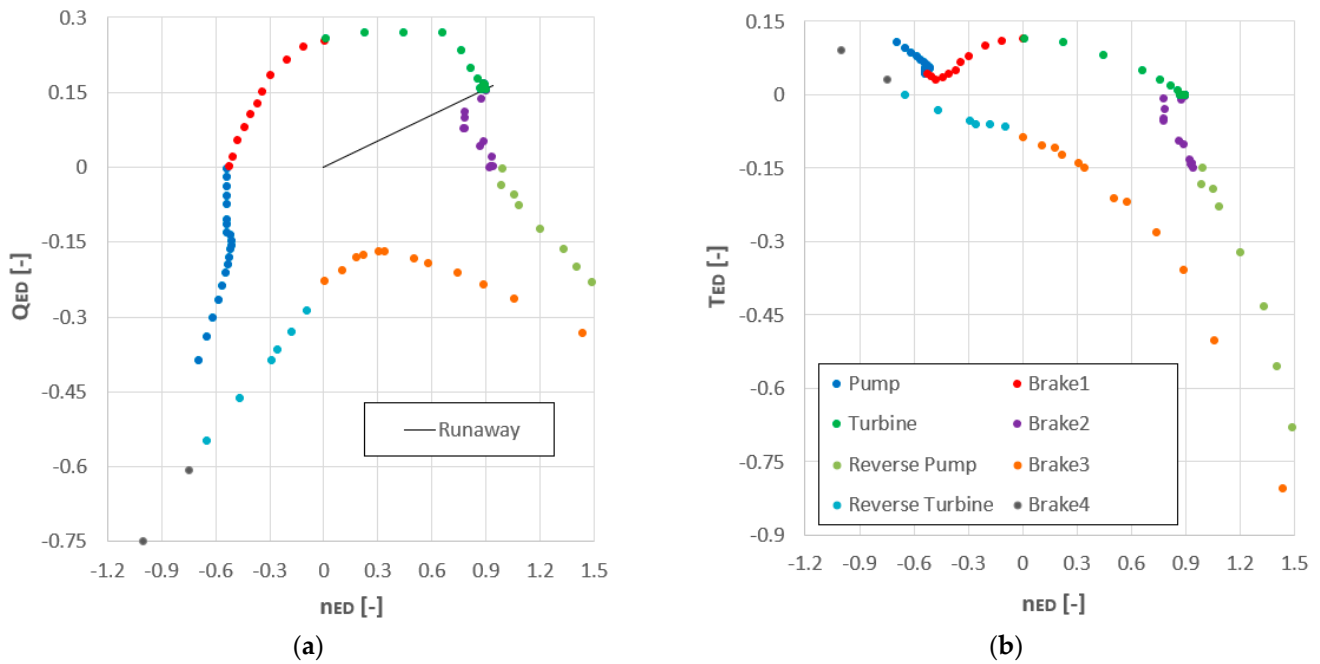 0.3
0.15
0
-0.15
-0.3
-0.45
-0.6
-0.75
QED [-]
-1.2 -0.9 -0.6 -0.3 0 0.3 0.6 0.9 1.2 1.5
nED [-]
Runaway
(a)
0.15
0
-0.15
-0.3
-0.45
-0.6
-0.75
-0.9
TED [-]
Pump Brake1
Turbine Brake2
Reverse Pump Brake3
Reverse Turbine Brake4
-1.2 -0.9 -0.6 -0.3 0 0.3 0.6 0.9 1.2 1.5
nED [-]
(b)